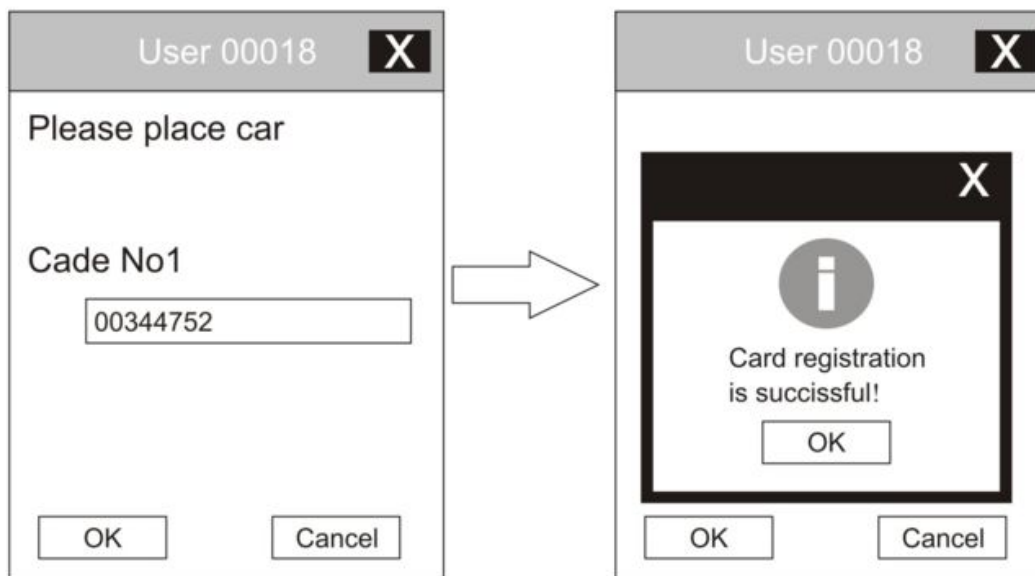 User 00018 X
Please place car
Cade No1
00344752
OK Cancel
User 00018 X
X
i
Card registration
is succissful!
OK
OK Cancel